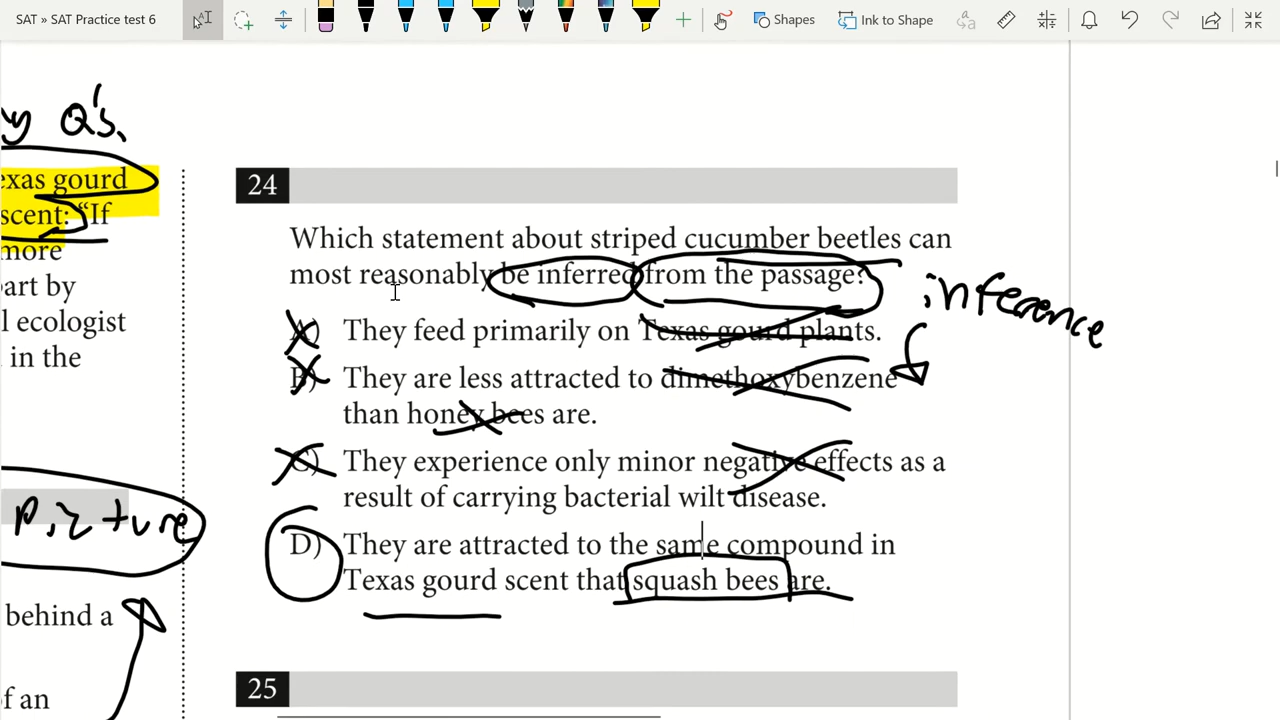 SAT » SAT Practice test 6
Shapes
Ink to Shape
Q's.
exas gourd
scent: “If
more
art by
l ecologist
in the
Picture
behind a
f an
24
Which statement about striped cucumber beetles can
most reasonably be inferred from the passage?
inference
A) They feed primarily on Texas gourd plants.
B) They are less attracted to dimethoxybenzene
than honey bees are.
C) They experience only minor negative effects as a
result of carrying bacterial wilt disease.
D) They are attracted to the same compound in
Texas gourd scent that squash bees are.
25